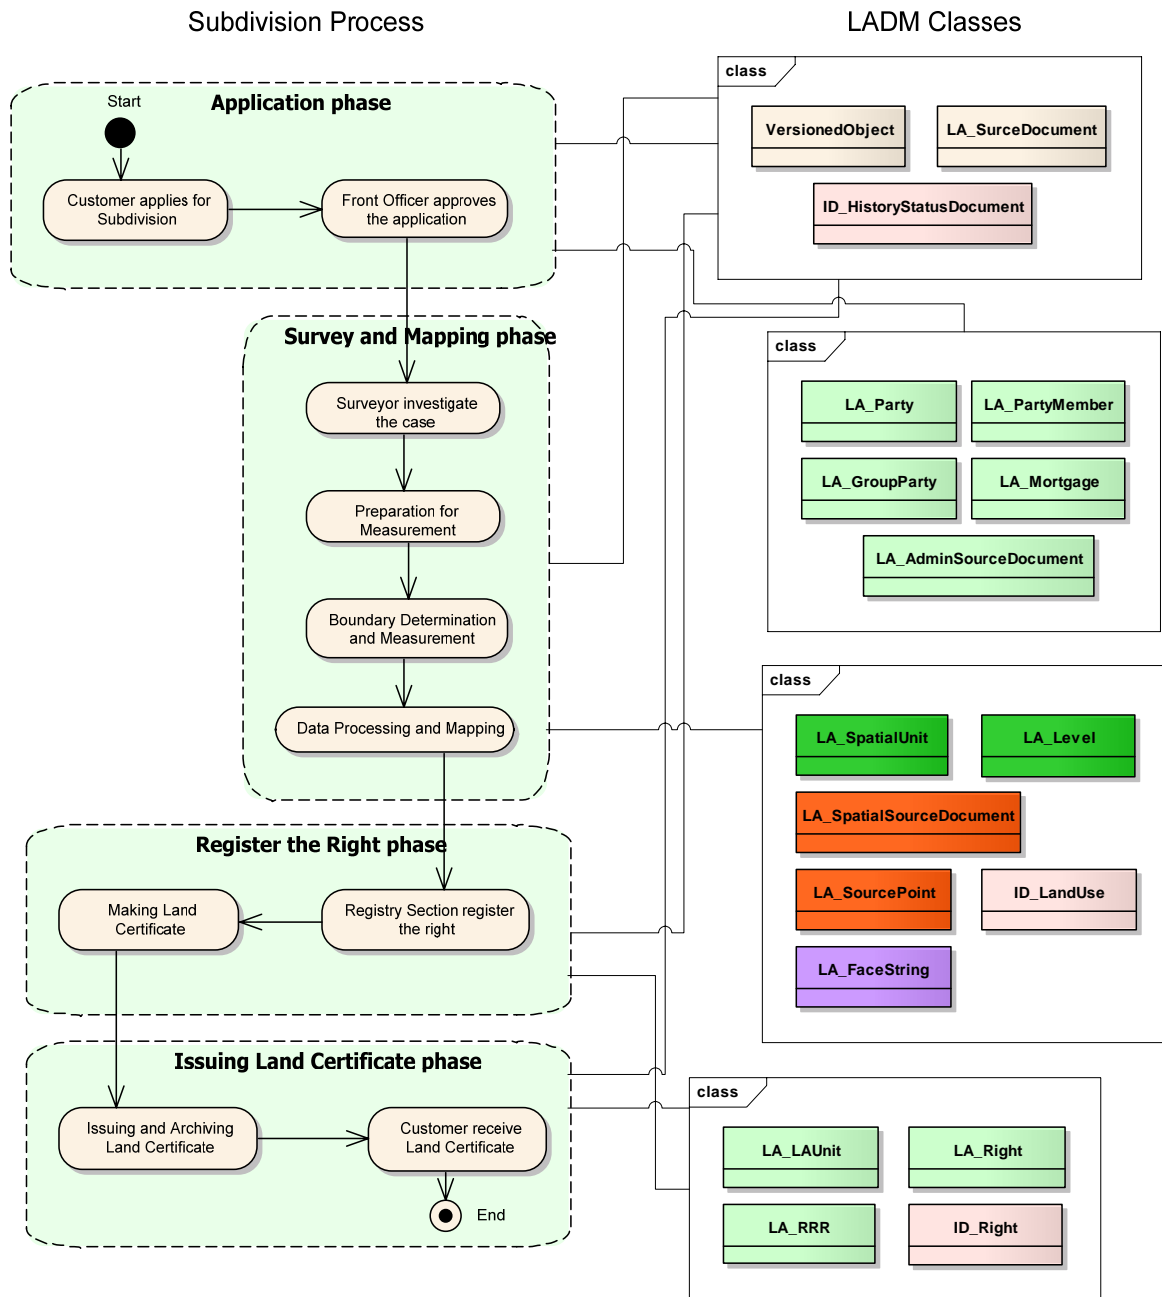 Subdivision Process
LADM Classes
Application phase
Start
Customer applies for
Subdivision
Front Officer approves
the application
Survey and Mapping phase
Surveyor investigate
the case
Preparation for
Measurement
Boundary Determination
and Measurement
Data Processing and Mapping
Register the Right phase
Making Land
Certificate
Registry Section register
the right
Issuing Land Certificate phase
Issuing and Archiving
Land Certificate
Customer receive
Land Certificate
End
class
VersionedObject
LA_SurceDocument
ID_HistoryStatusDocument
class
LA_Party
LA_PartyMember
LA_GroupParty
LA_Mortgage
LA_AdminSourceDocument
class
LA_SpatialUnit
LA_Level
LA_SpatialSourceDocument
LA_SourcePoint
ID_LandUse
LA_FaceString
class
LA_LAUnit
LA_Right
LA_RRR
ID_Right